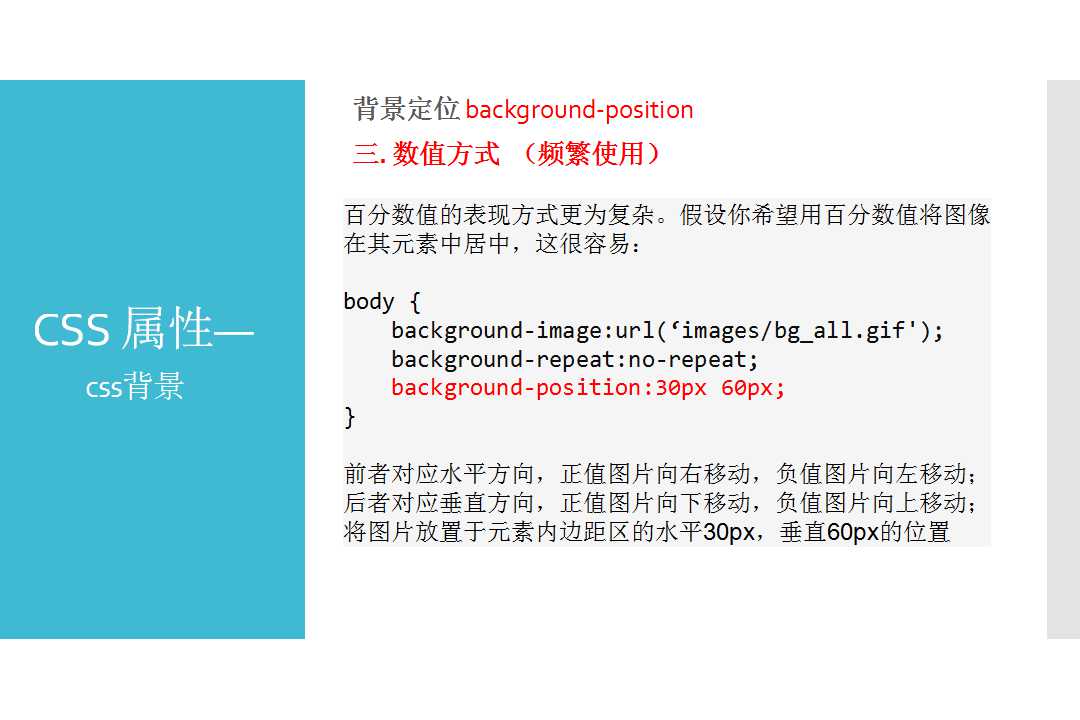 CSS 属性—
css背景
背景定位 background-position
三. 数值方式 （频繁使用）
百分数值的表现方式更为复杂。假设你希望用百分数值将图像
在其元素中居中，这很容易：
body {
    background-image:url(‘images/bg_all.gif');
    background-repeat:no-repeat;
    background-position:30px 60px;
}
前者对应水平方向，正值图片向右移动，负值图片向左移动；
后者对应垂直方向，正值图片向下移动，负值图片向上移动；
将图片放置于元素内边距区的水平30px，垂直60px的位置